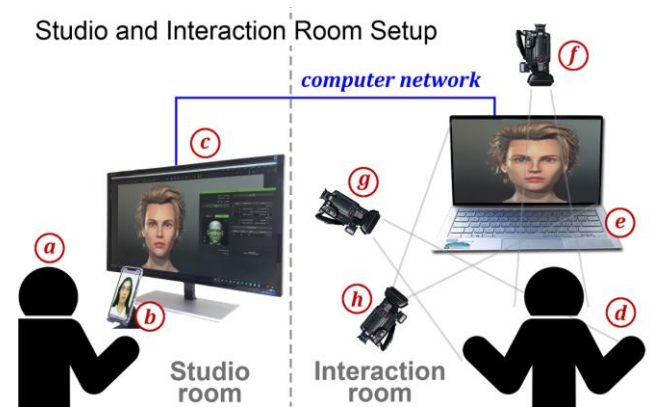 Studio and Interaction Room Setup
f
computer network
c
g
a
e
b
h
d
Studio
room
Interaction
room